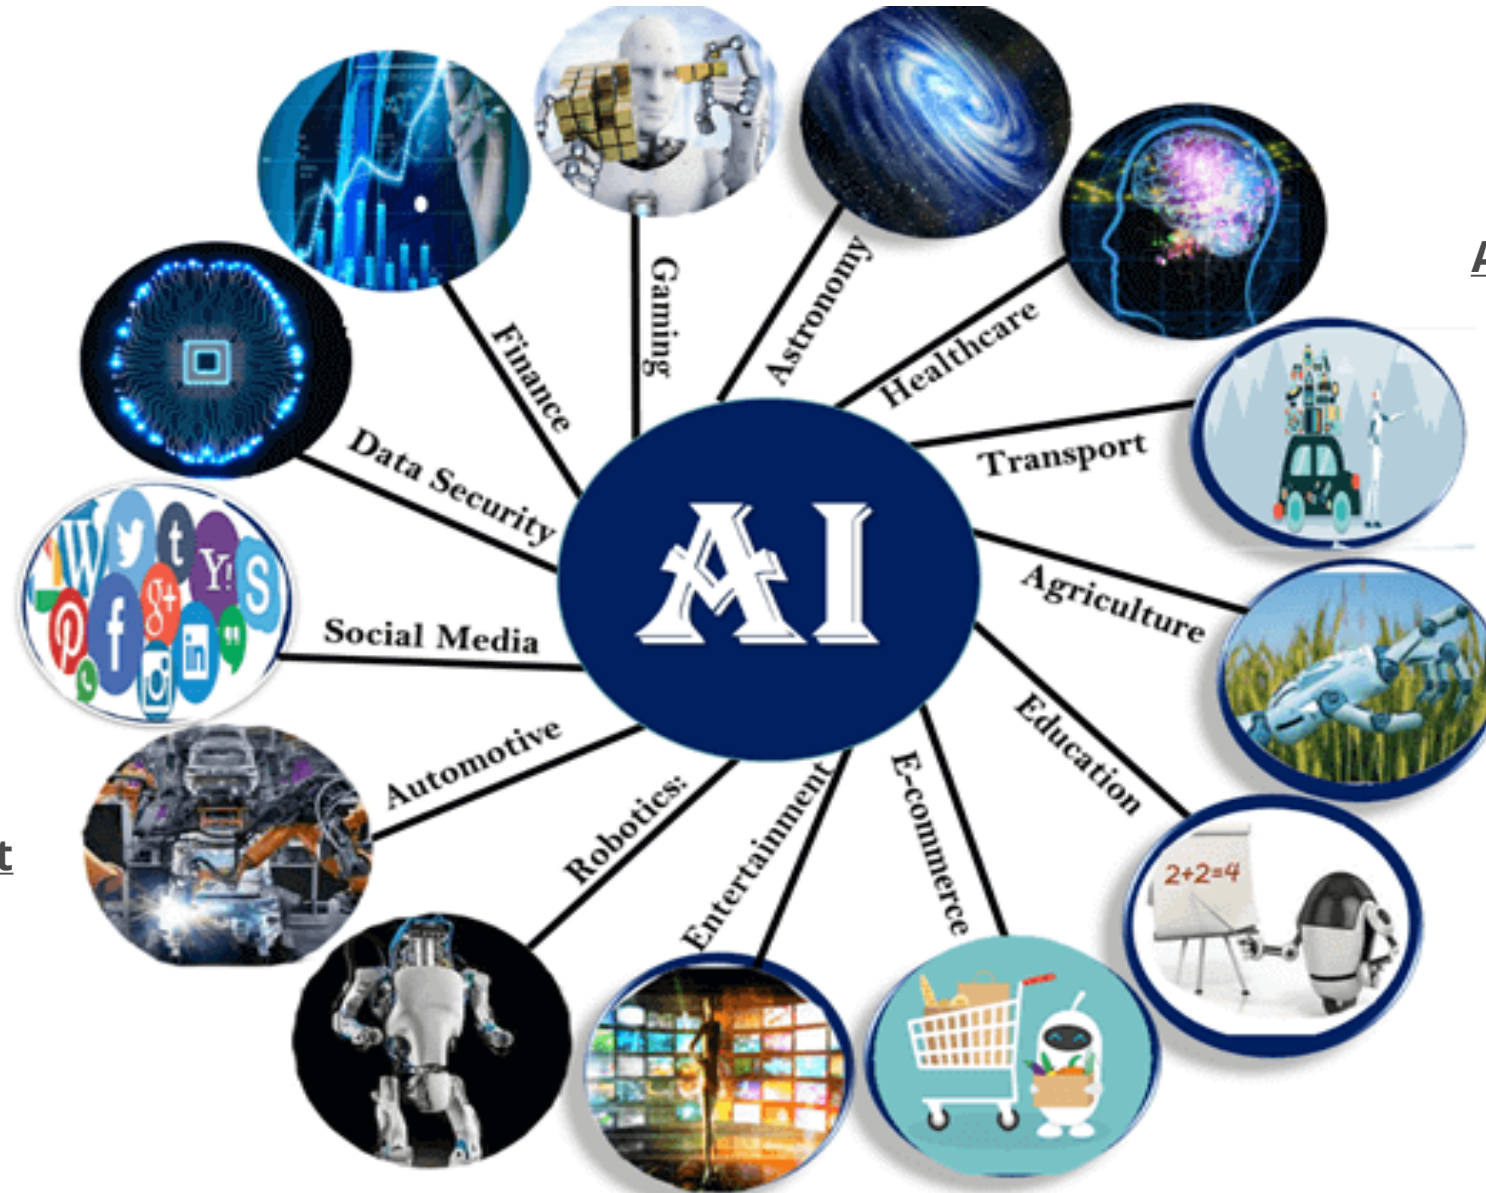 Gaming
Astronomy
Finance
Healthcare
Data Security
Transport
AI
Agriculture
Social Media
Education
Automotive
E-commerce
Robotics:
Entertainment
2+2=4
W
t
Y!
S
g+
f
in
A
t